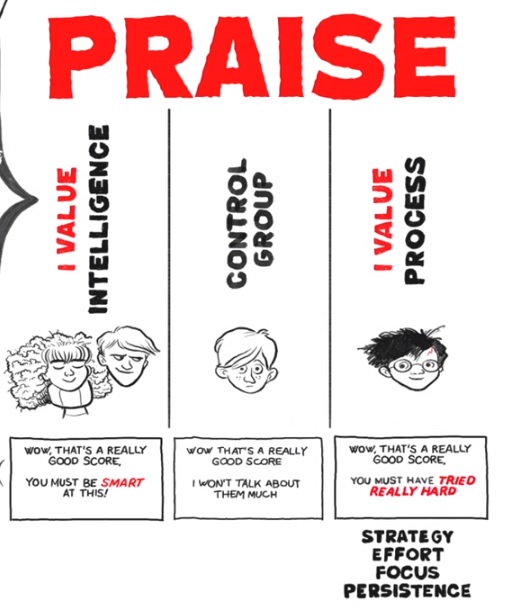 PRAISE
I VALUE
INTELLIGENCE
CONTROL
GROUP
I VALUE
PROCESS
WOW, THAT'S A REALLY
GOOD SCORE,
YOU MUST BE SMART
AT THIS!
WOW THAT'S A REALLY
GOOD SCORE
I WON'T TALK ABOUT
THEM MUCH
WOW, THAT'S A REALLY
GOOD SCORE,
YOU MUST HAVE TRIED
REALLY HARD
STRATEGY
EFFORT
FOCUS
PERSISTENCE